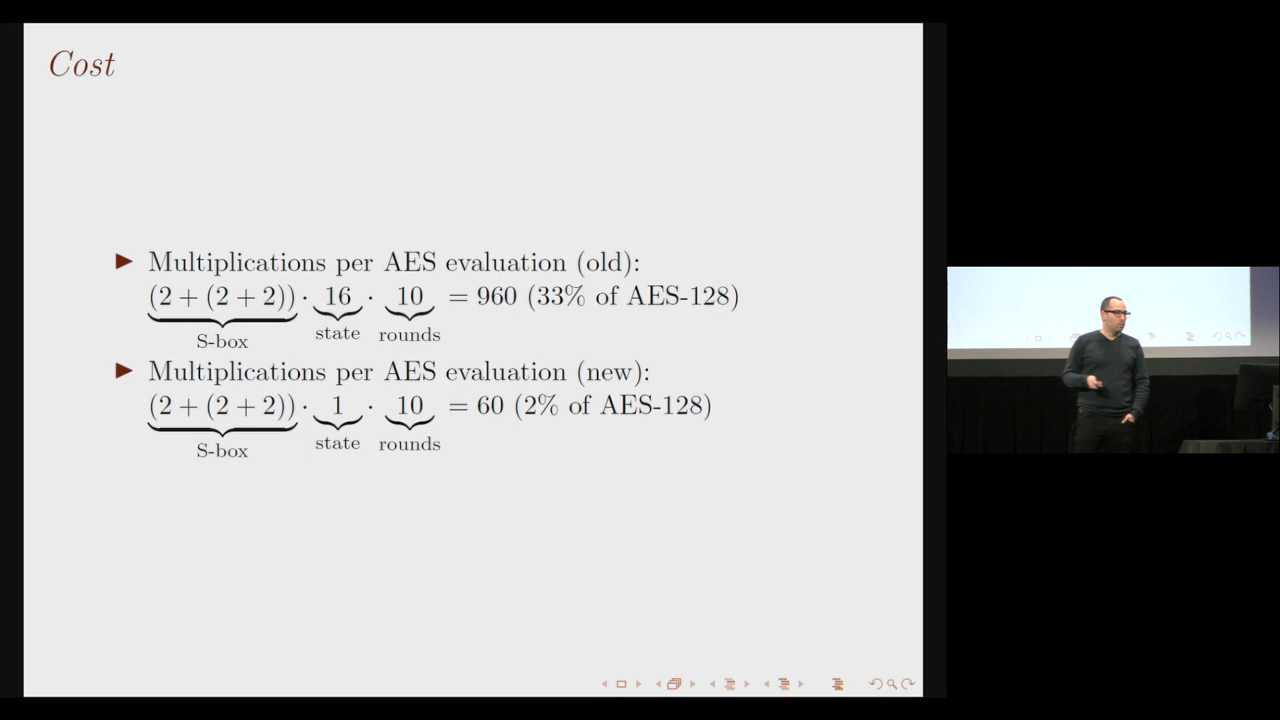 Cost
▶ Multiplications per AES evaluation (old):
(2 + (2 + 2)) · 16 · 10 = 960 (33% of AES-128)
S-box state rounds
▶ Multiplications per AES evaluation (new):
(2 + (2 + 2)) · 1 · 10 = 60 (2% of AES-128)
S-box state rounds